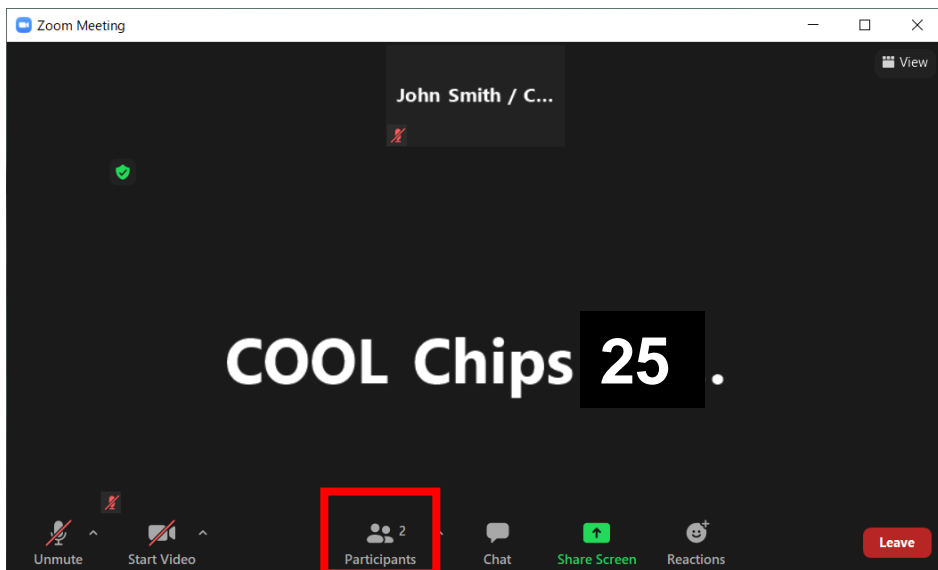 Zoom Meeting
View
John Smith / C...
COOL Chips 25 .
2
Unmute
Start Video
Participants
Chat
Share Screen
Reactions
Leave